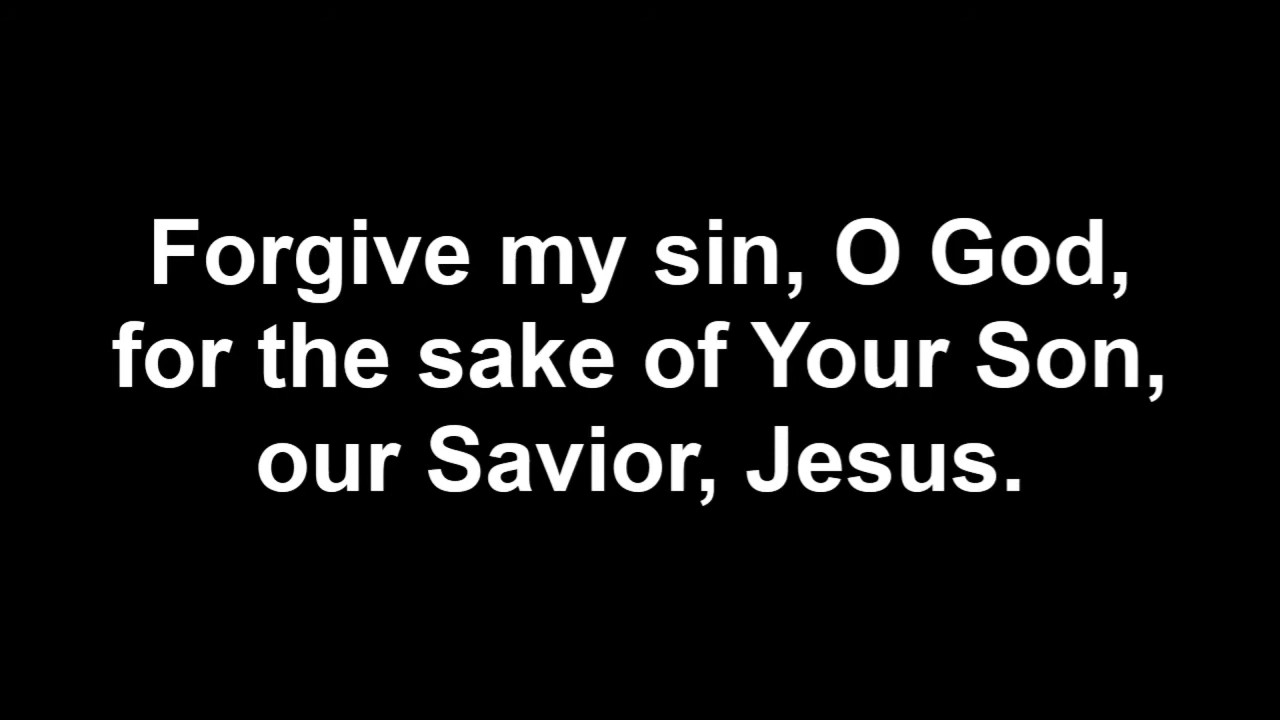 Forgive my sin, O God,
for the sake of Your Son,
our Savior, Jesus.